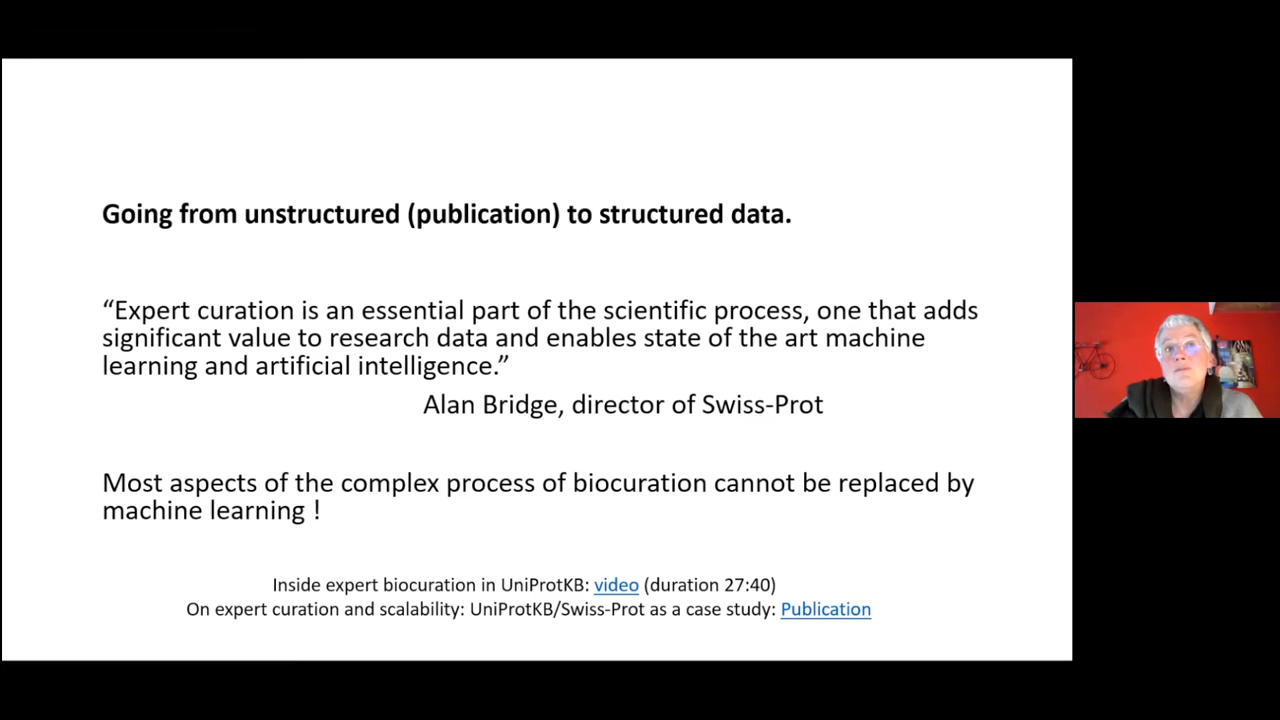 Going from unstructured (publication) to structured data.
“Expert curation is an essential part of the scientific process, one that adds
significant value to research data and enables state of the art machine
learning and artificial intelligence.”
Alan Bridge, director of Swiss-Prot
Most aspects of the complex process of biocuration cannot be replaced by
machine learning !
Inside expert biocuration in UniProtKB: video (duration 27:40)
On expert curation and scalability: UniProtKB/Swiss-Prot as a case study: Publication